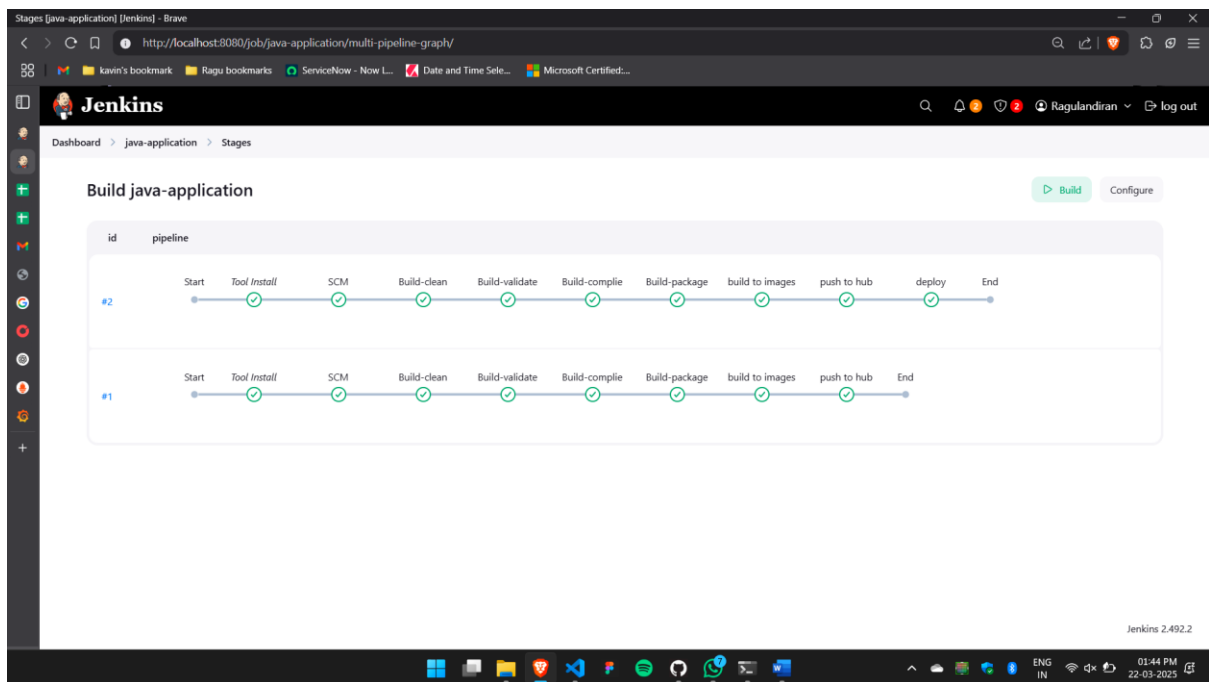 Stages [java-application] [Jenkins] - Brave
http://localhost:8080/job/java-application/multi-pipeline-graph/
kavin's bookmark Ragu bookmarks ServiceNow - Now L... Date and Time Sele... Microsoft Certified:...
Jenkins 2 2 Ragulandiran log out
Dashboard > java-application > Stages
Build java-application Build Configure
id pipeline
Start Tool Install SCM Build-clean Build-validate Build-complie Build-package build to images push to hub deploy End
#2
Start Tool Install SCM Build-clean Build-validate Build-complie Build-package build to images push to hub End
#1
Jenkins 2.492.2
7 ENG 01:44 PM
IN 22-03-2025